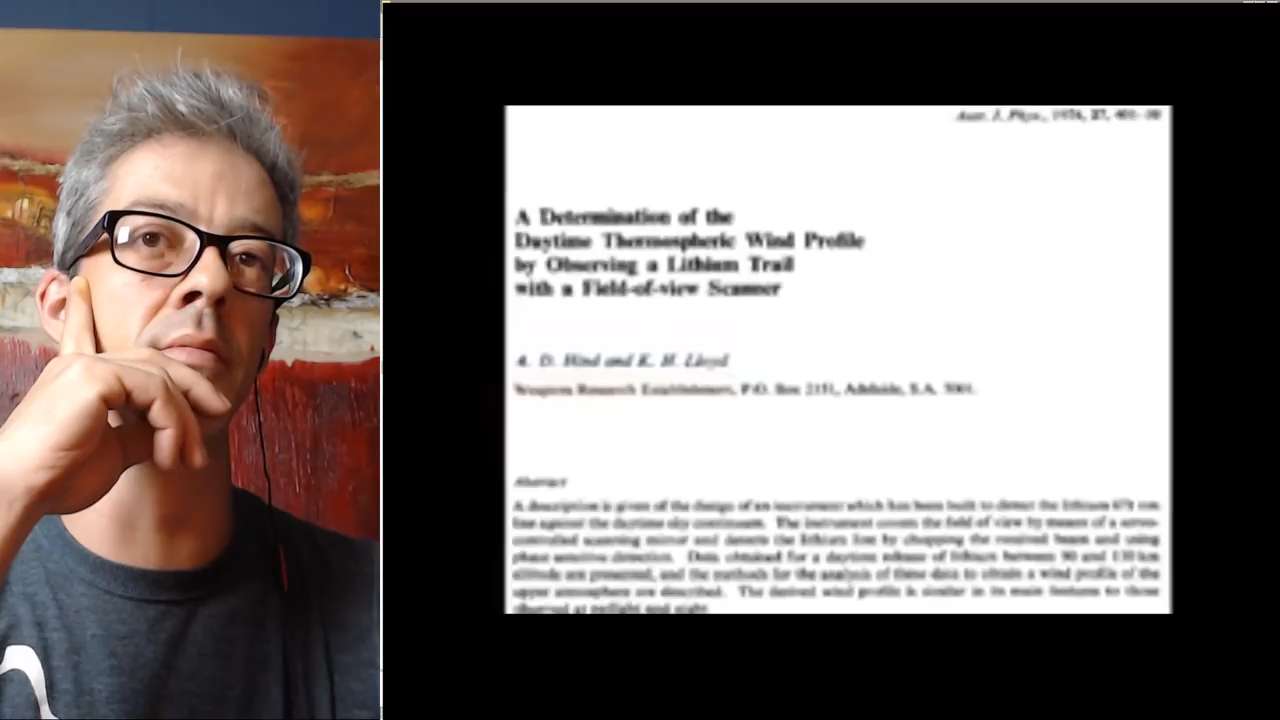 Aust. J. Phys., 1974, 27,
A Determination of the
Daytime Thermospheric Wind Profile
by Observing a Lithium Trail
with a Field-of-view Scanner
A. D. Hind and K. H. Lloyd
Weapons Research Establishment, P.O. Box 2151, Adelaide, S.A. 5001.
Abstract
A description is given of the design of an instrument which has been built to detect the lithium 671 nm
line against the daytime sky continuum. The instrument covers the field of view by means of a servo-
controlled scanning mirror and detects the lithium line by chopping the received beam and using
phase sensitive detection. Data obtained for a daytime release of lithium between 90 and 130 km
altitude are presented, and the methods for the analysis of these data to obtain a wind profile of the
upper atmosphere are described. The derived wind profile is similar in its main features to those
observed at twilight and night